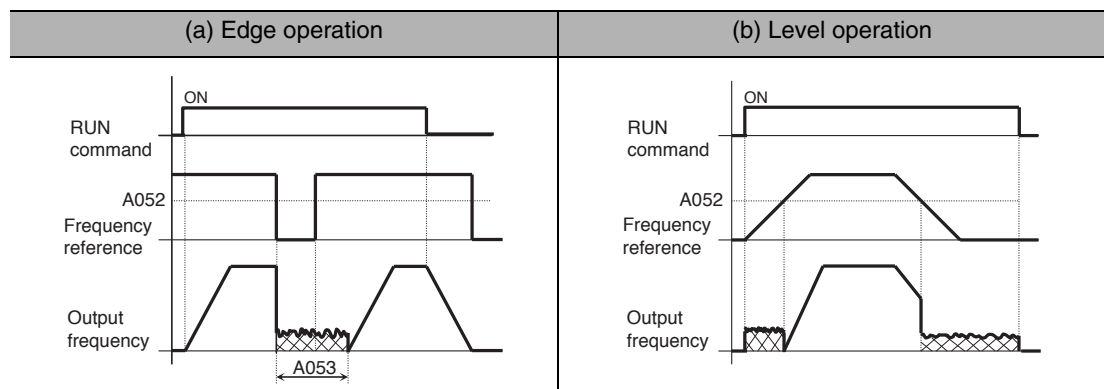 (a) Edge operation
(b) Level operation
ON
RUN
command
A052
Frequency
reference
Output
frequency
A053
ON
RUN
command
A052
Frequency
reference
Output
frequency